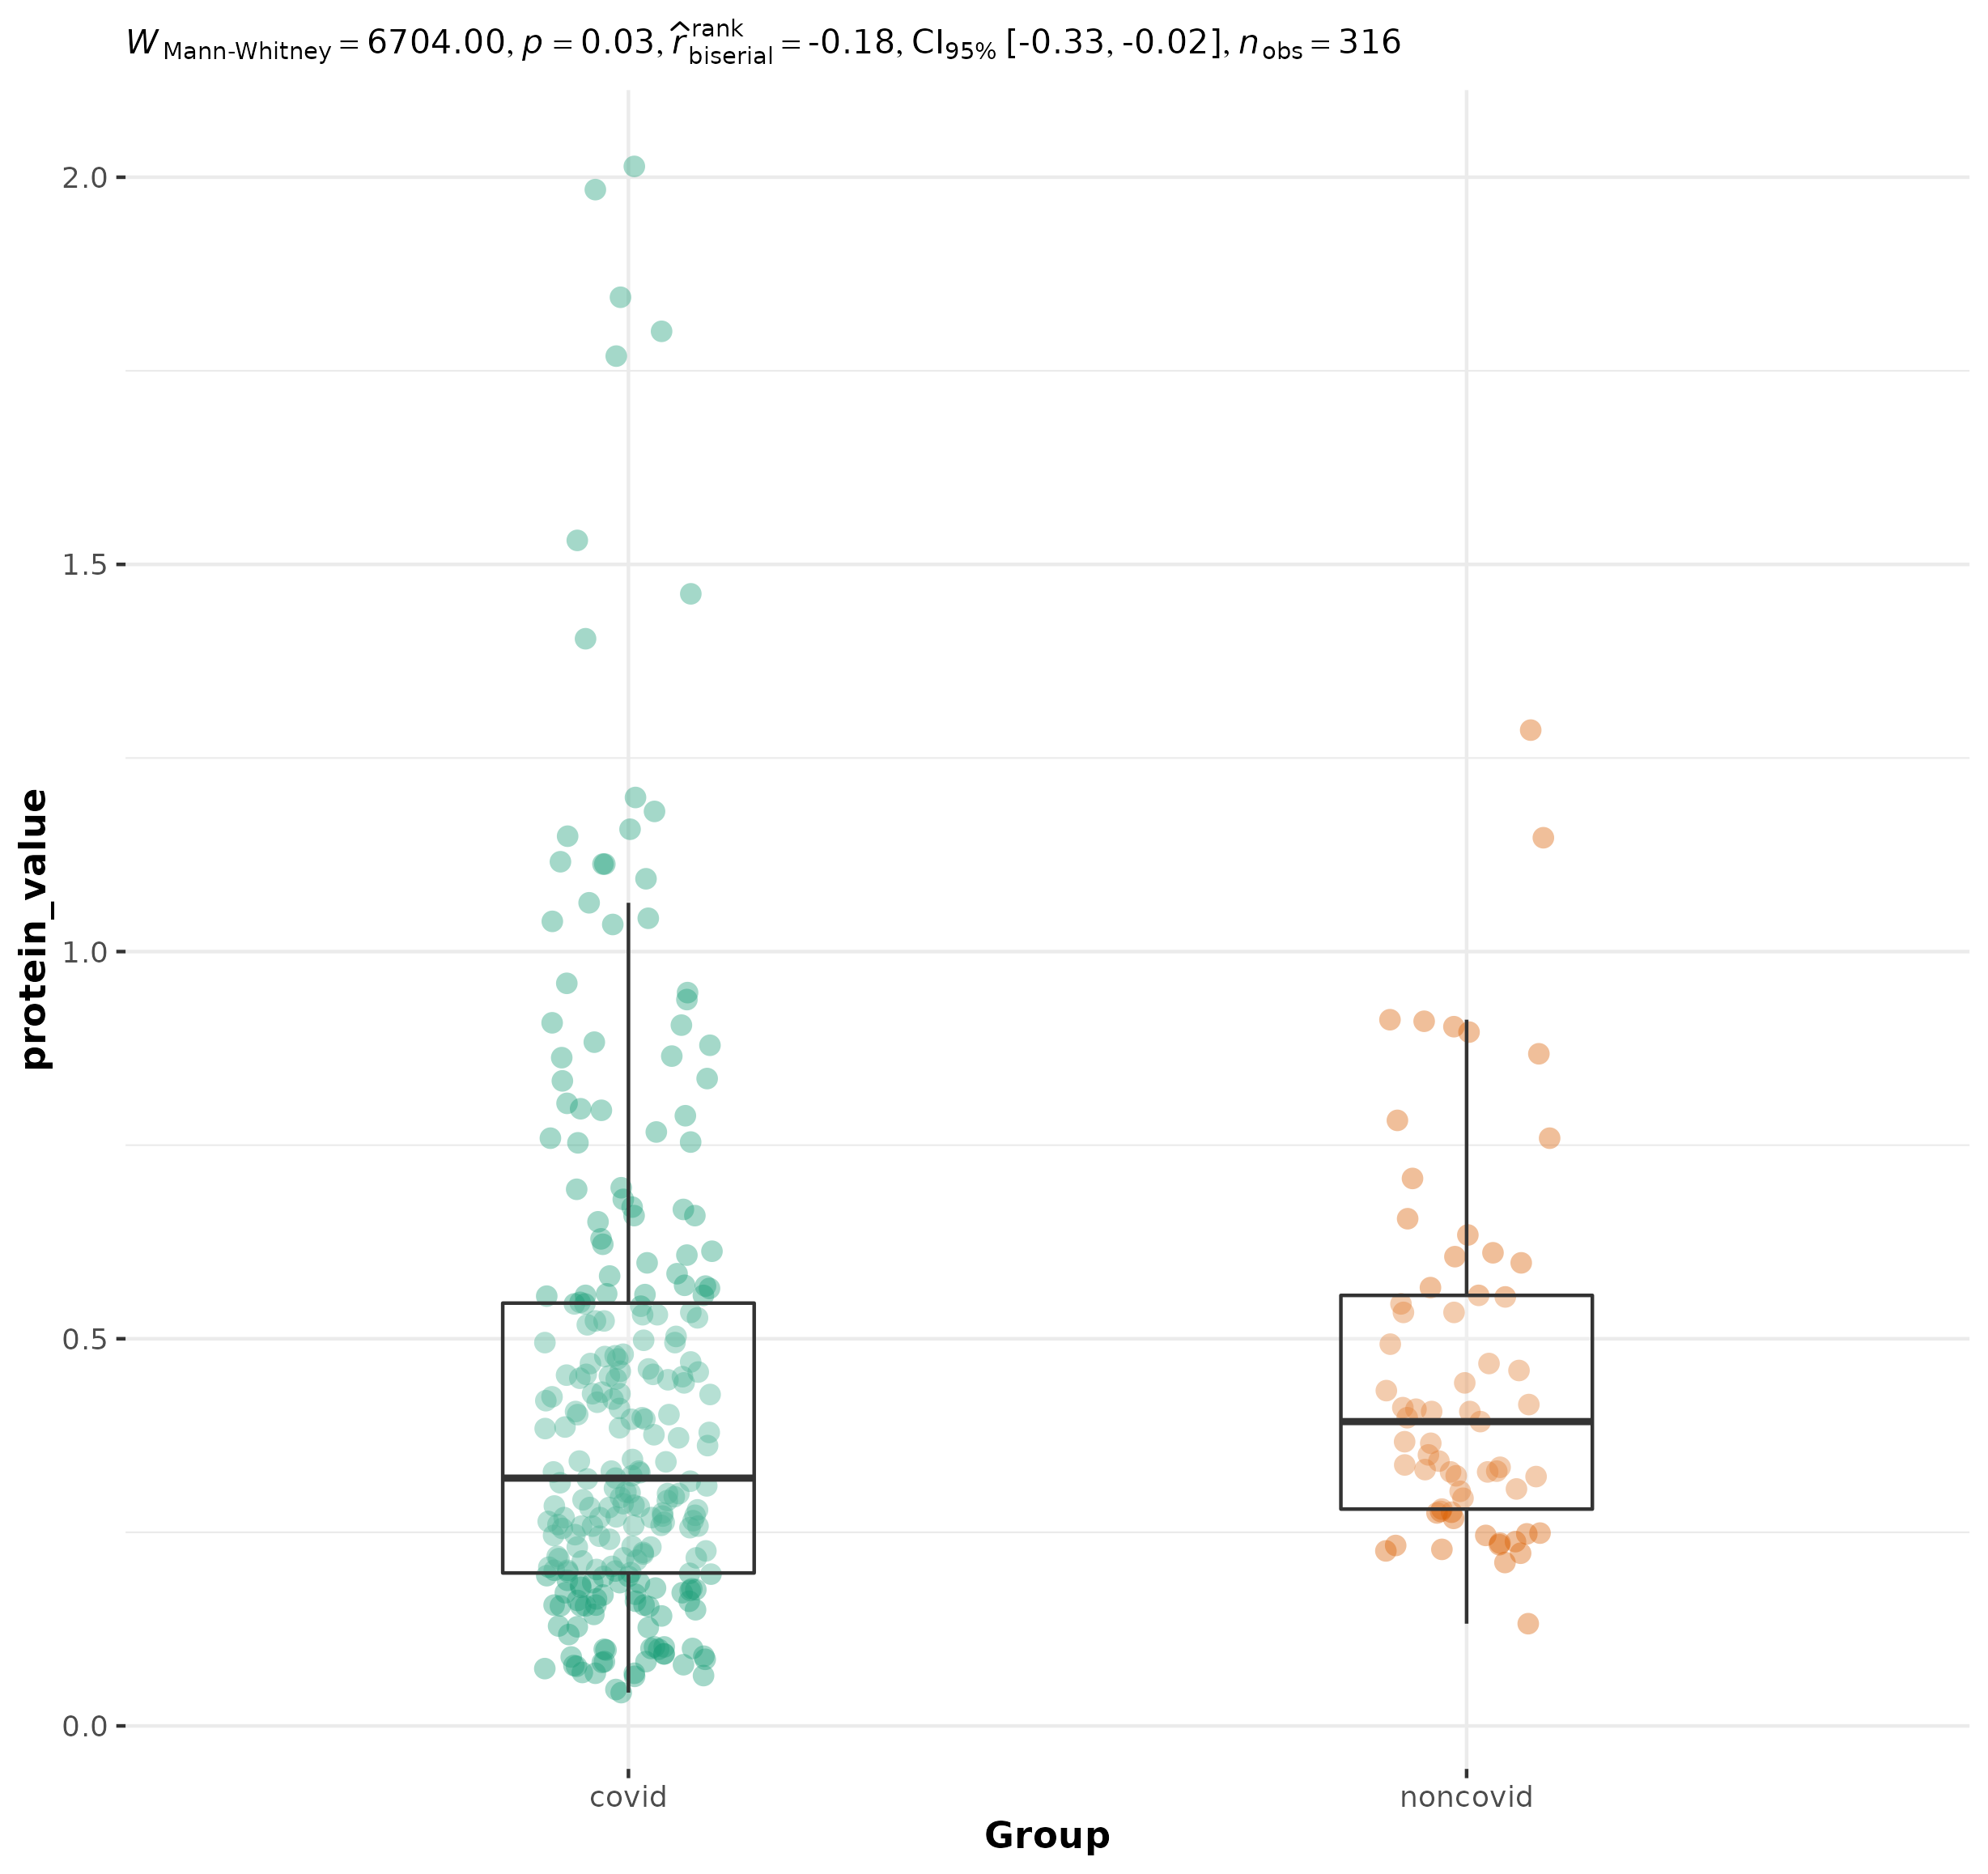 W Mann-Whitney = 6704.00, p = 0.03, r̂ rank biserial = -0.18, CI95% [-0.33, -0.02], nobs = 316
2.0
1.5
1.0
0.5
0.0
protein_value
covid noncovid
Group